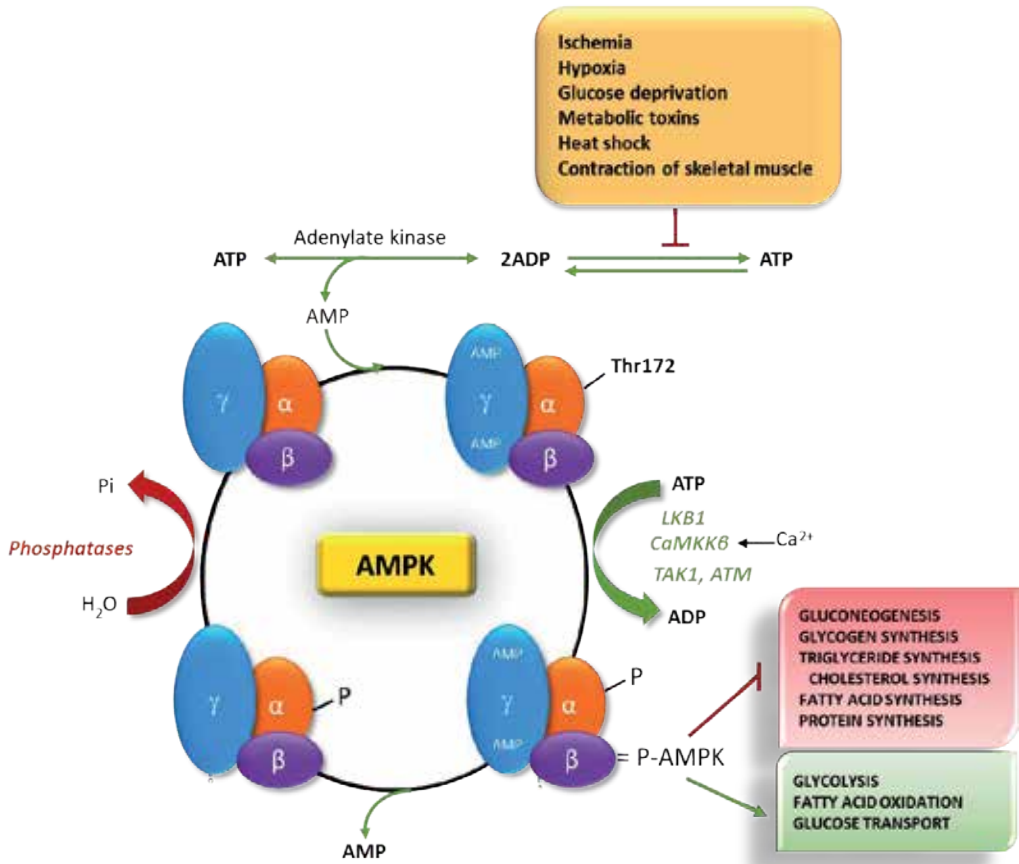 Ischemia
Hypoxia
Glucose deprivation
Metabolic toxins
Heat shock
Contraction of skeletal muscle
Adenylate kinase
ATP
2ADP
ATP
AMP
γ
α
β
AMP
γ
AMP
α
β
Thr172
Pi
Phosphatases
H₂O
AMPK
ATP
LKB1
CaMKKβ
Ca²⁺
TAK1, ATM
ADP
γ
α
β
P
AMP
γ
AMP
α
β
P
= P-AMPK
GLUCONEOGENESIS
GLYCOGEN SYNTHESIS
TRIGLYCERIDE SYNTHESIS
CHOLESTEROL SYNTHESIS
FATTY ACID SYNTHESIS
PROTEIN SYNTHESIS
GLYCOLYSIS
FATTY ACID OXIDATION
GLUCOSE TRANSPORT
AMP